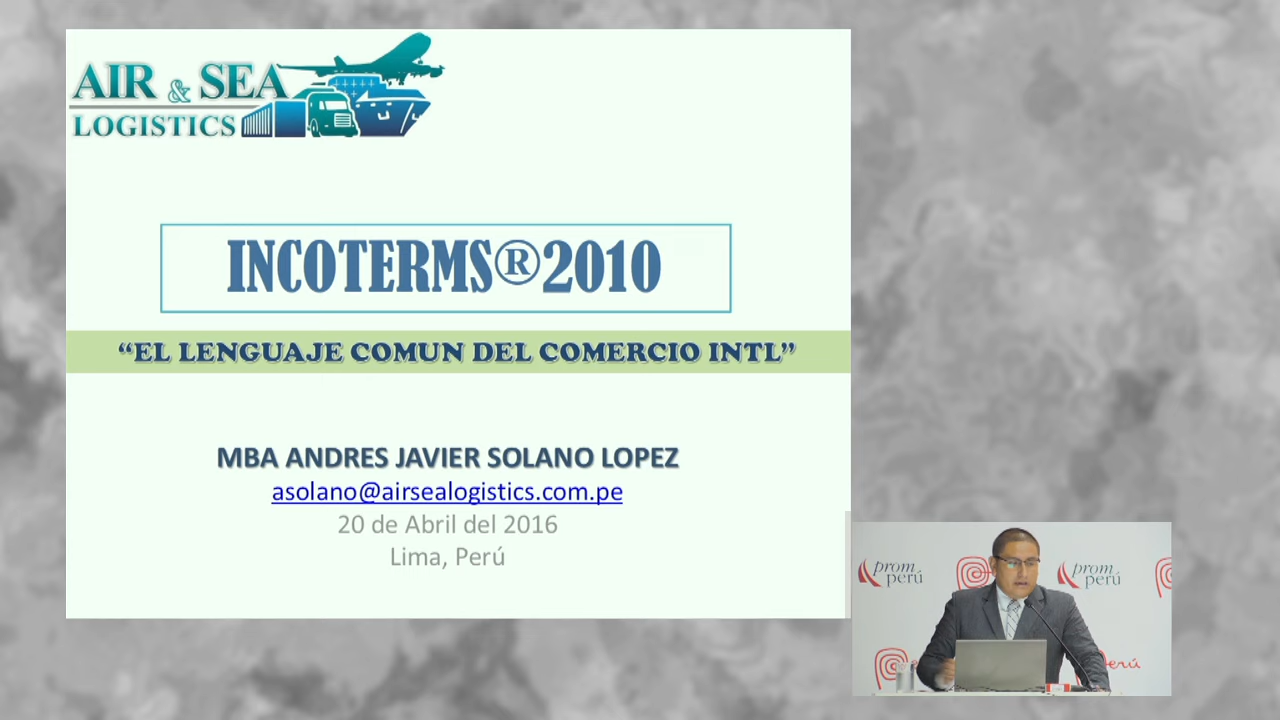 AIR & SEA
LOGISTICS
INCOTERMS®2010
“EL LENGUAJE COMUN DEL COMERCIO INTL”
MBA ANDRES JAVIER SOLANO LOPEZ
asolano@airsealogistics.com.pe
20 de Abril del 2016
Lima, Perú
prom
perú
prom
perú
erú